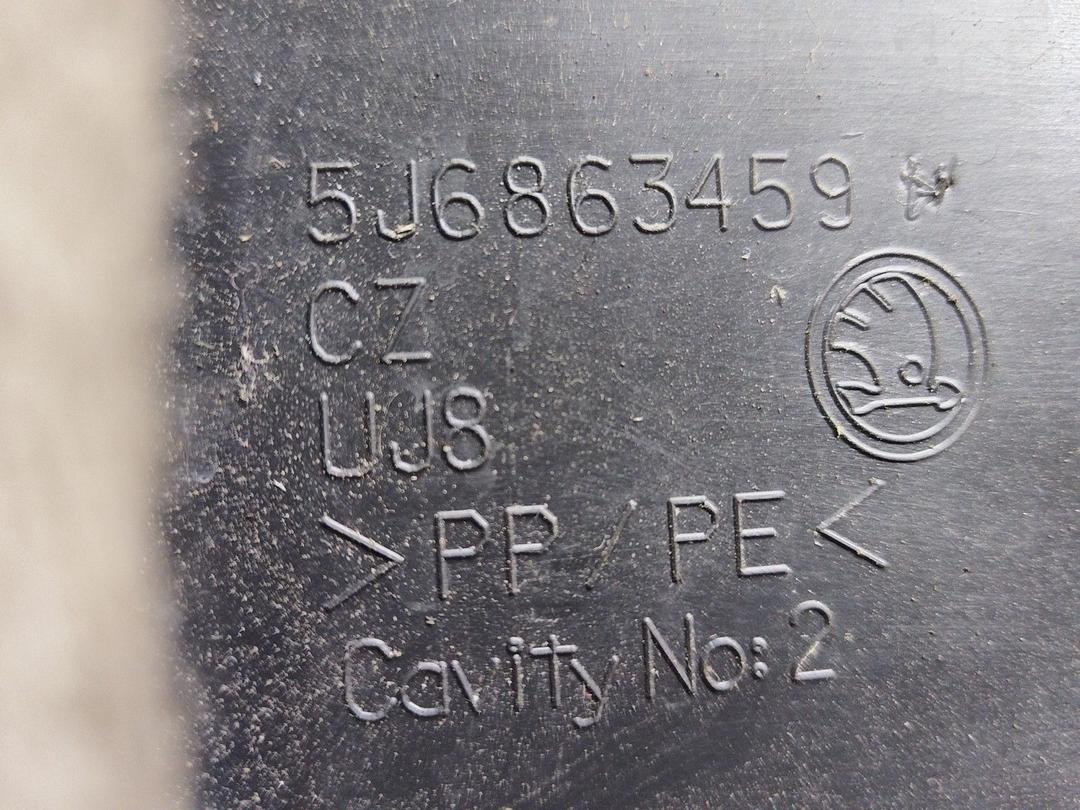 5J6863459
CZ
UJ8
>PP/PE<
Cavity No:2